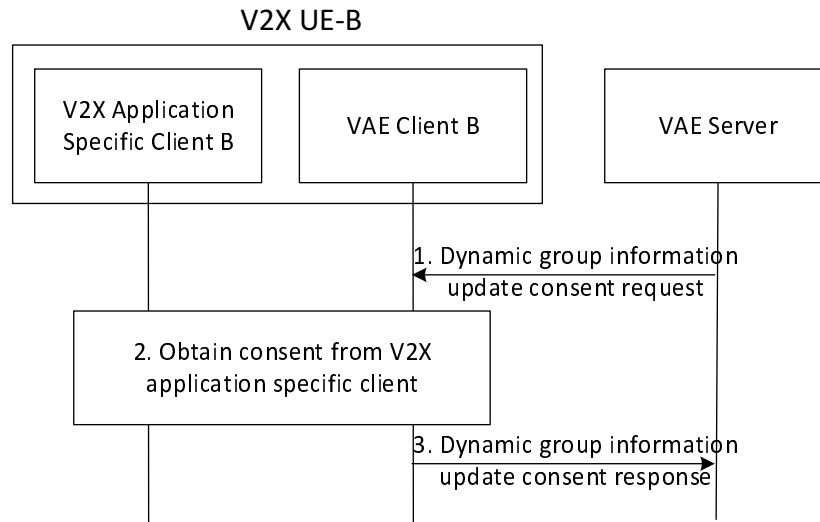 V2X UE-B
V2X Application
Specific Client B
VAE Client B
VAE Server
1. Dynamic group information
update consent request
2. Obtain consent from V2X
application specific client
3. Dynamic group information
update consent response